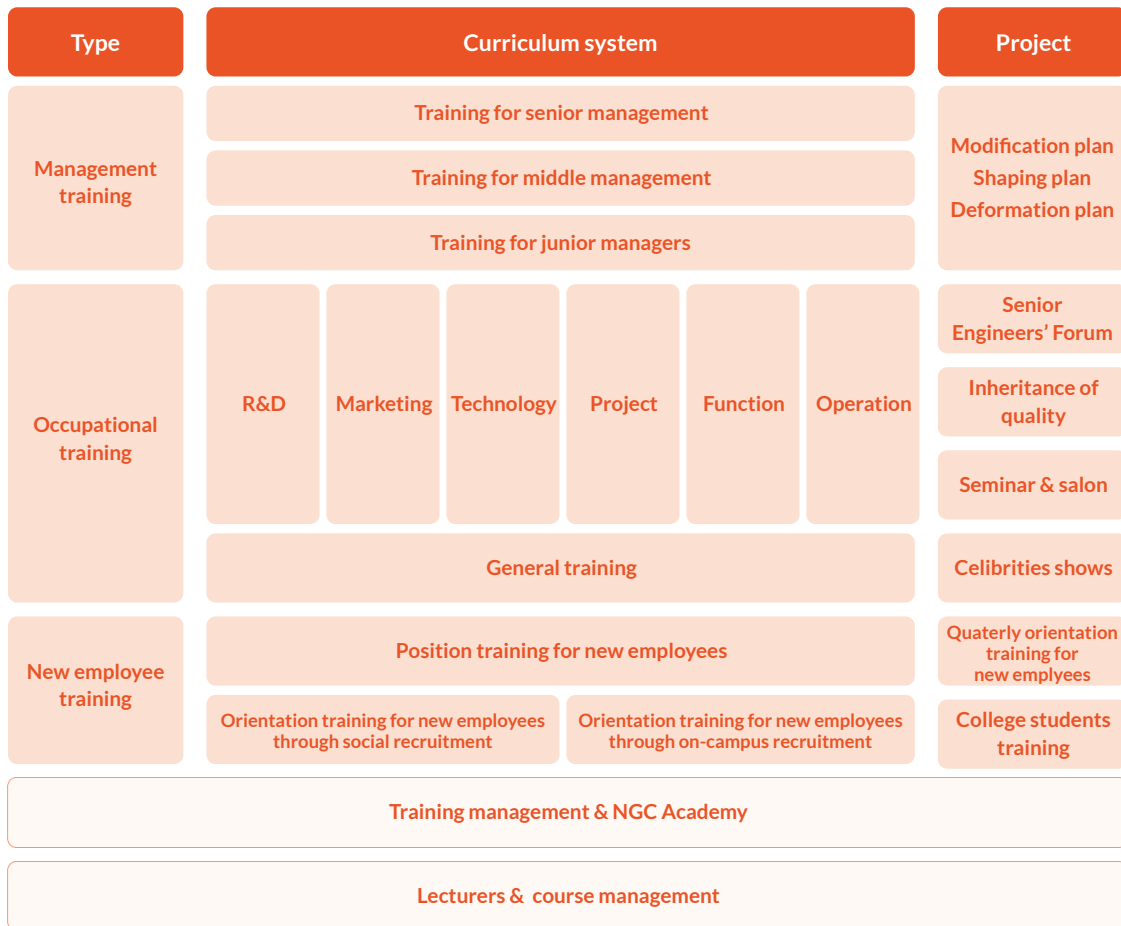 Type
Curriculum system
Project
Management
training
Training for senior management
Training for middle management
Training for junior managers
Modification plan
Shaping plan
Deformation plan
Occupational
training
R&D
Marketing
Technology
Project
Function
Operation
General training
Senior
Engineers’ Forum
Inheritance of
quality
Seminar & salon
Celibrities shows
New employee
training
Position training for new employees
Orientation training for new employees
through social recruitment
Orientation training for new employees
through on-campus recruitment
Quaterly orientation
training for
new emplyees
College students
training
Training management & NGC Academy
Lecturers & course management